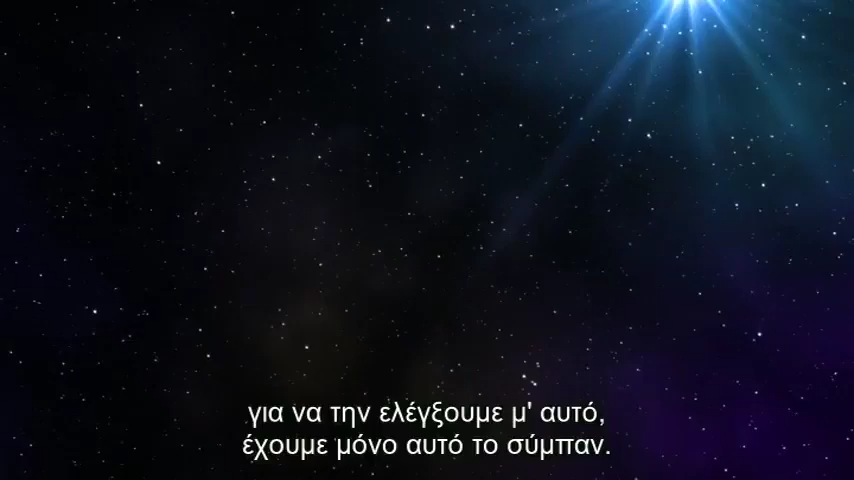 για να την ελέγξουμε μ' αυτό,
έχουμε μόνο αυτό το σύμπαν.